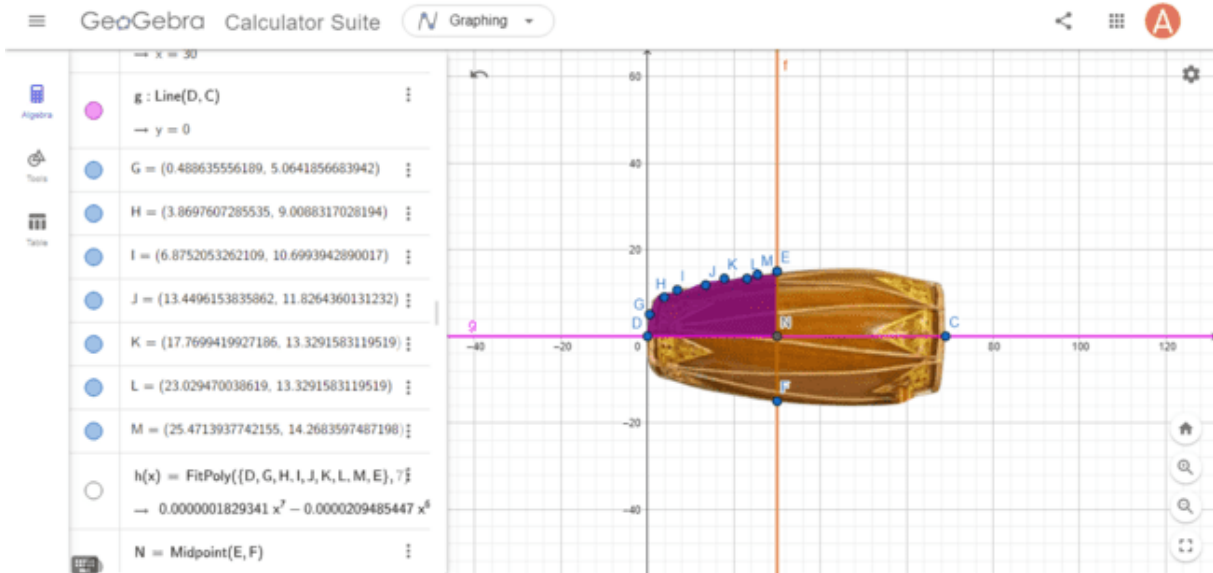 GeoGebra Calculator Suite Graphing A
→ x = 30
g : Line(D, C)
→ y = 0
G = (0.488635556189, 5.0641856683942)
H = (3.8697607285535, 9.0088317028194)
I = (6.8752053262109, 10.6993942890017)
J = (13.4496153835862, 11.8264360131232)
K = (17.7699419927186, 13.3291583119519)
L = (23.029470038619, 13.3291583119519)
M = (25.4713937742155, 14.2683597487198)
h(x) = FitPoly({D, G, H, I, J, K, L, M, E}, 7
→ 0.0000001829341 x⁷ − 0.0000209485447 x⁶
N = Midpoint(E, F)
Algebra
Tools
Table
f
60
40
20
H I J K L M E
G
D
g
N
C
−40 −20 0 80 100 120
F
−20
−40